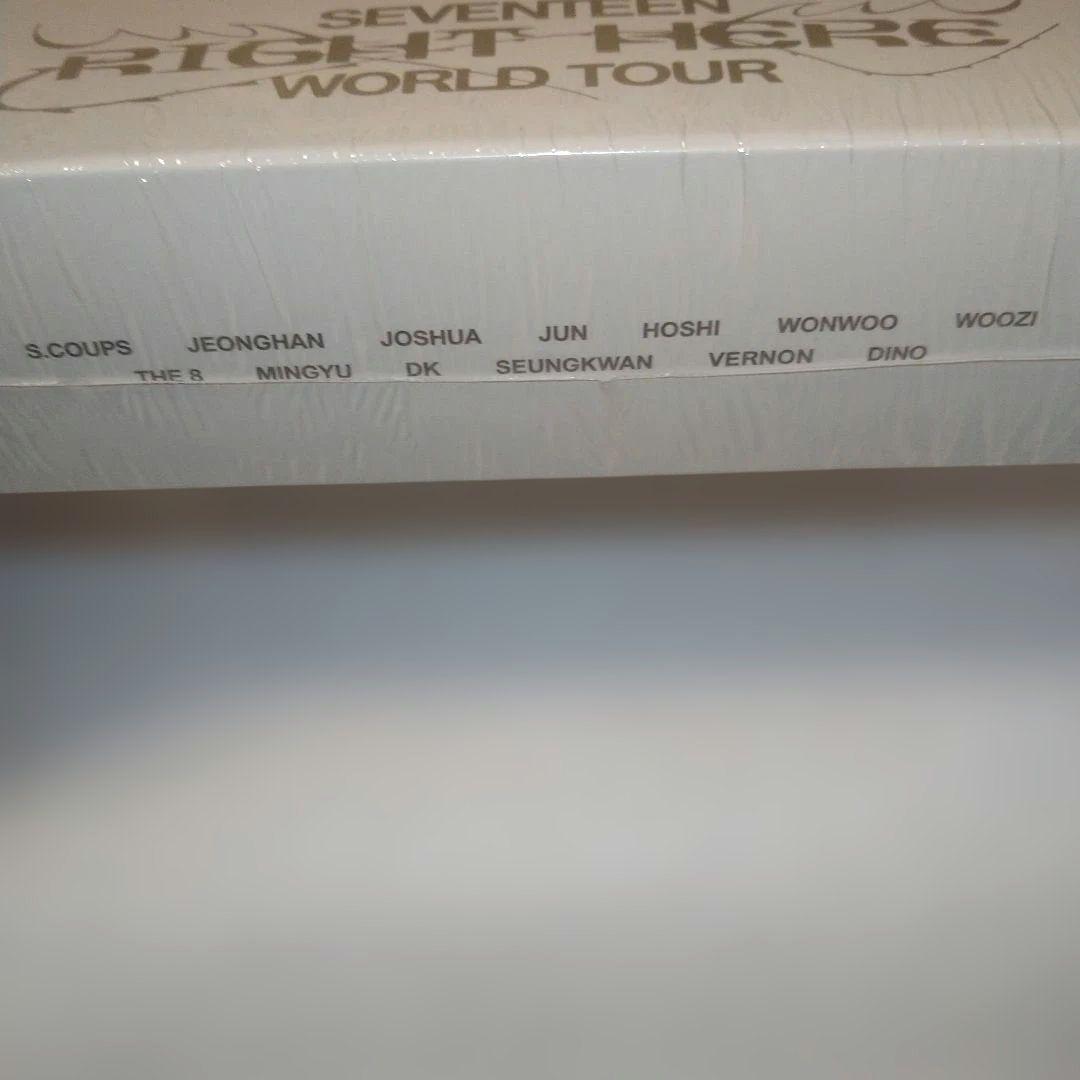 SEVENTEEN
RIGHT HERE
WORLD TOUR
S.COUPS JEONGHAN JOSHUA JUN HOSHI WONWOO WOOZI
THE 8 MINGYU DK SEUNGKWAN VERNON DINO